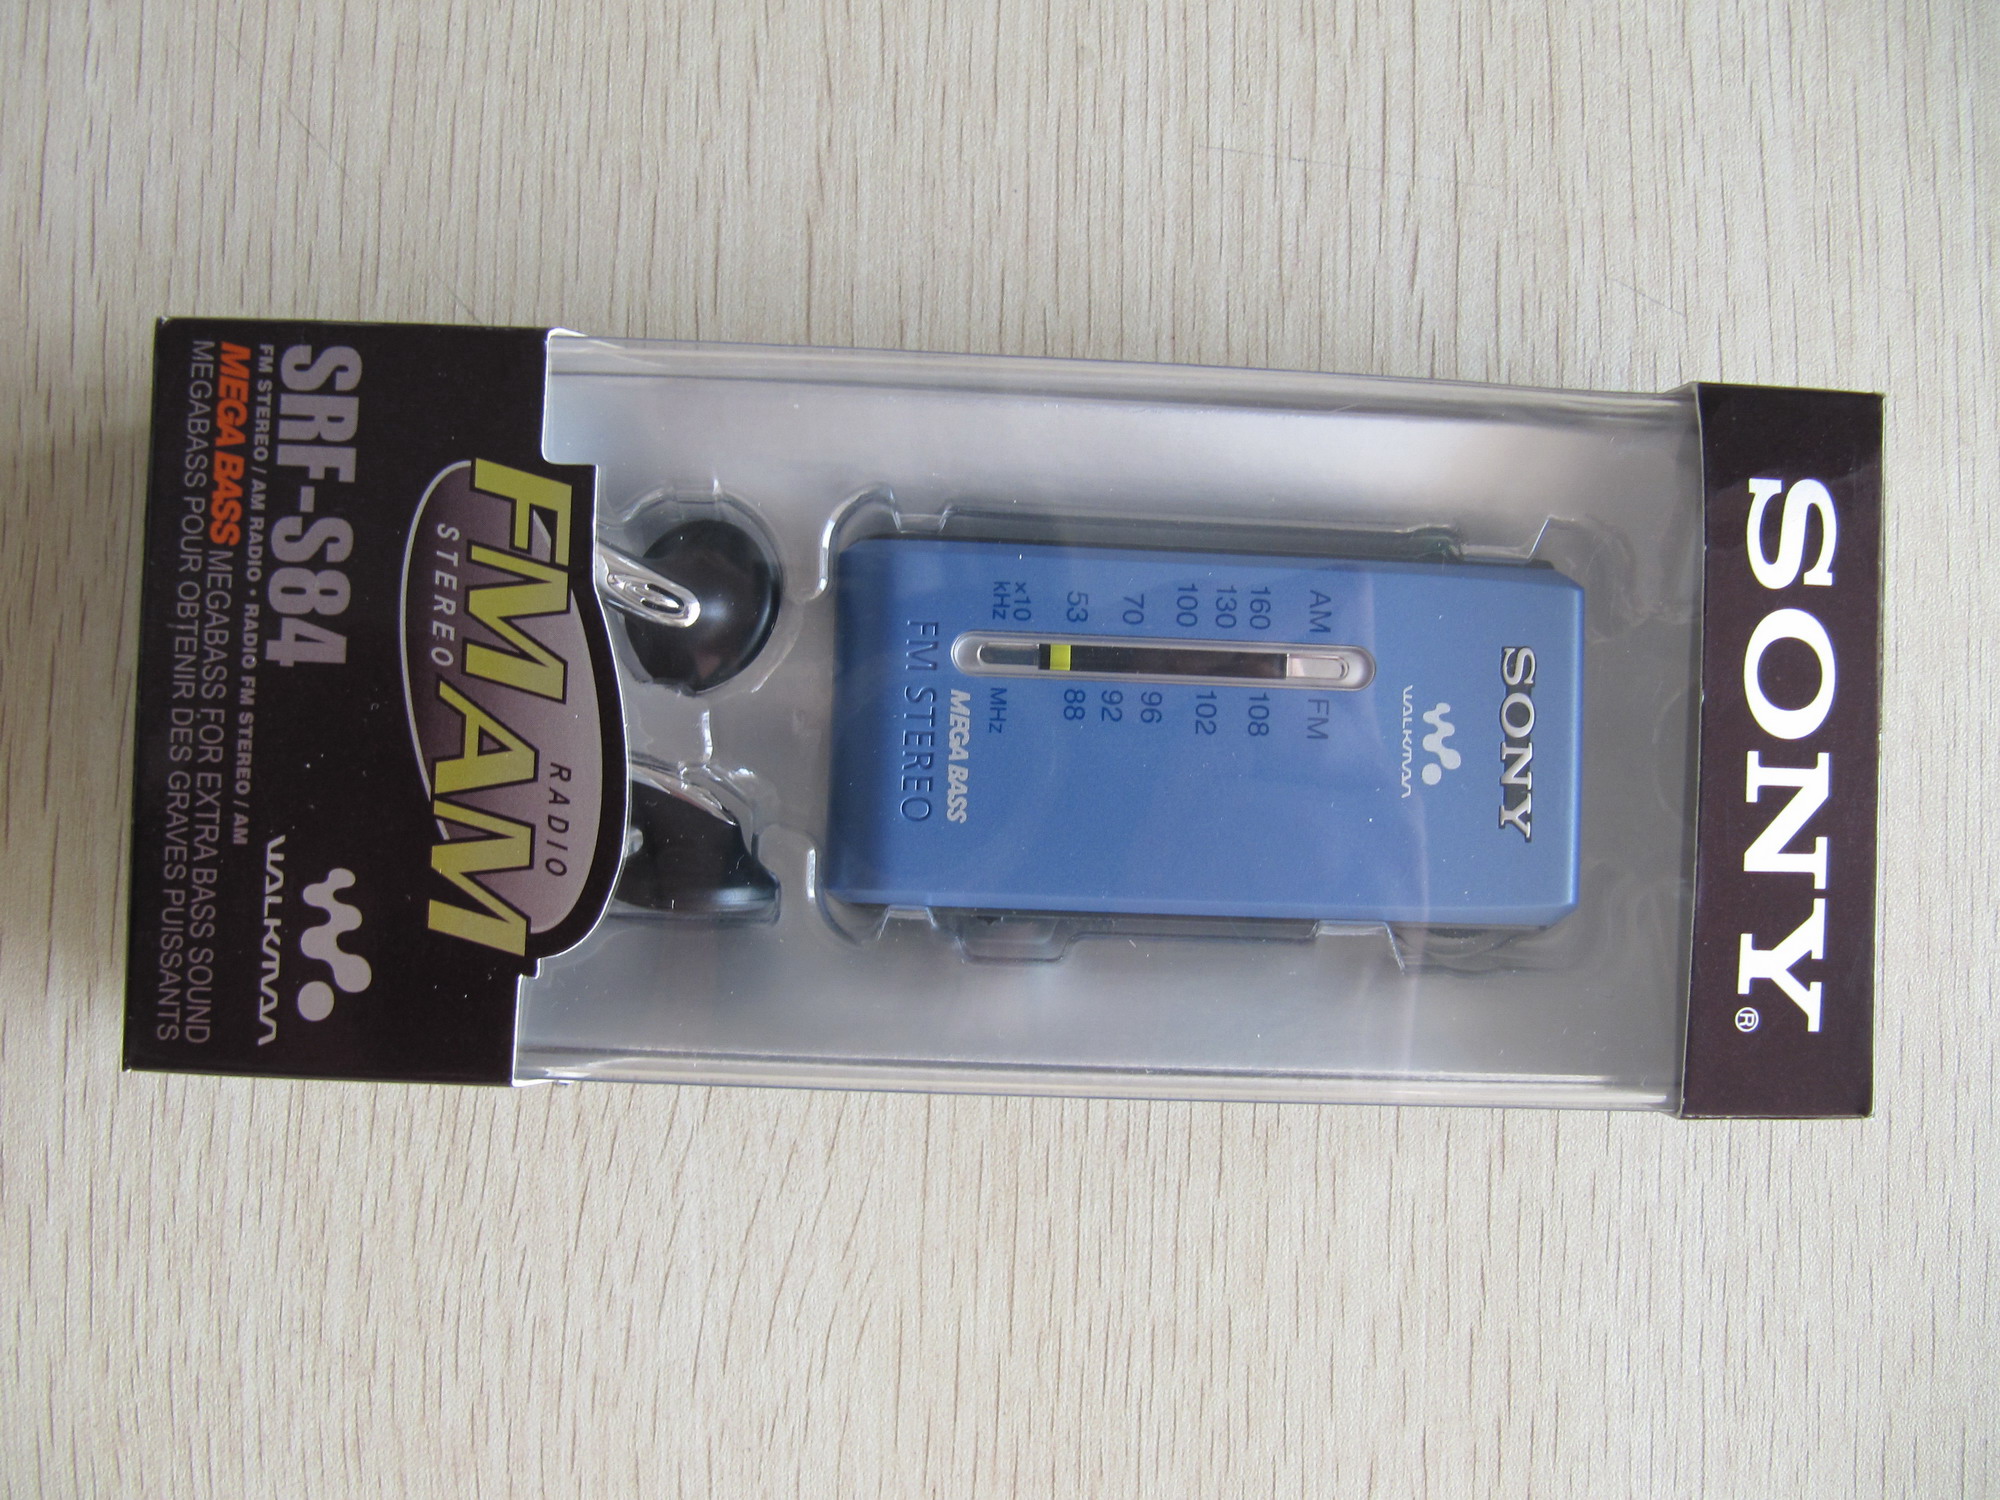 SONY®
SONY
WALKMAN
AM FM
160 108
130
100 102
96
70
92
53 88
x10
kHz MHz
MEGA BASS
FM STEREO
RADIO
FM AM
STEREO
SRF-S84
WALKMAN
FM STEREO / AM RADIO • RADIO FM STEREO / AM
MEGA BASS MEGABASS FOR EXTRA BASS SOUND
MEGABASS POUR OBTENIR DES GRAVES PUISSANTS